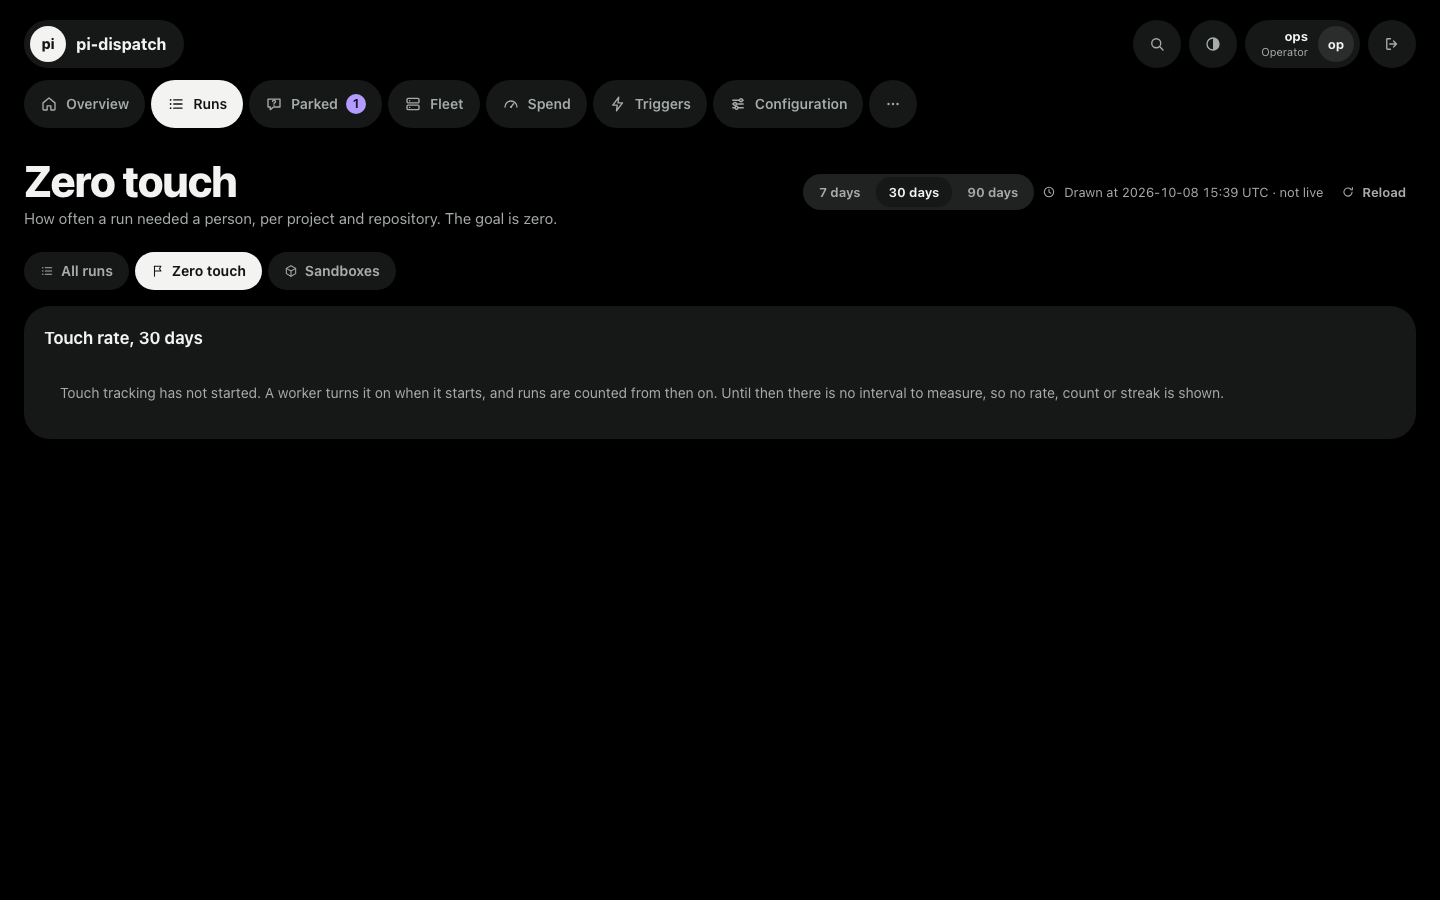 pi pi-dispatch
ops
Operator
op
Overview Runs Parked 1 Fleet Spend Triggers Configuration ...
Zero touch
How often a run needed a person, per project and repository. The goal is zero.
7 days 30 days 90 days Drawn at 2026-10-08 15:39 UTC · not live Reload
All runs Zero touch Sandboxes
Touch rate, 30 days
Touch tracking has not started. A worker turns it on when it starts, and runs are counted from then on. Until then there is no interval to measure, so no rate, count or streak is shown.